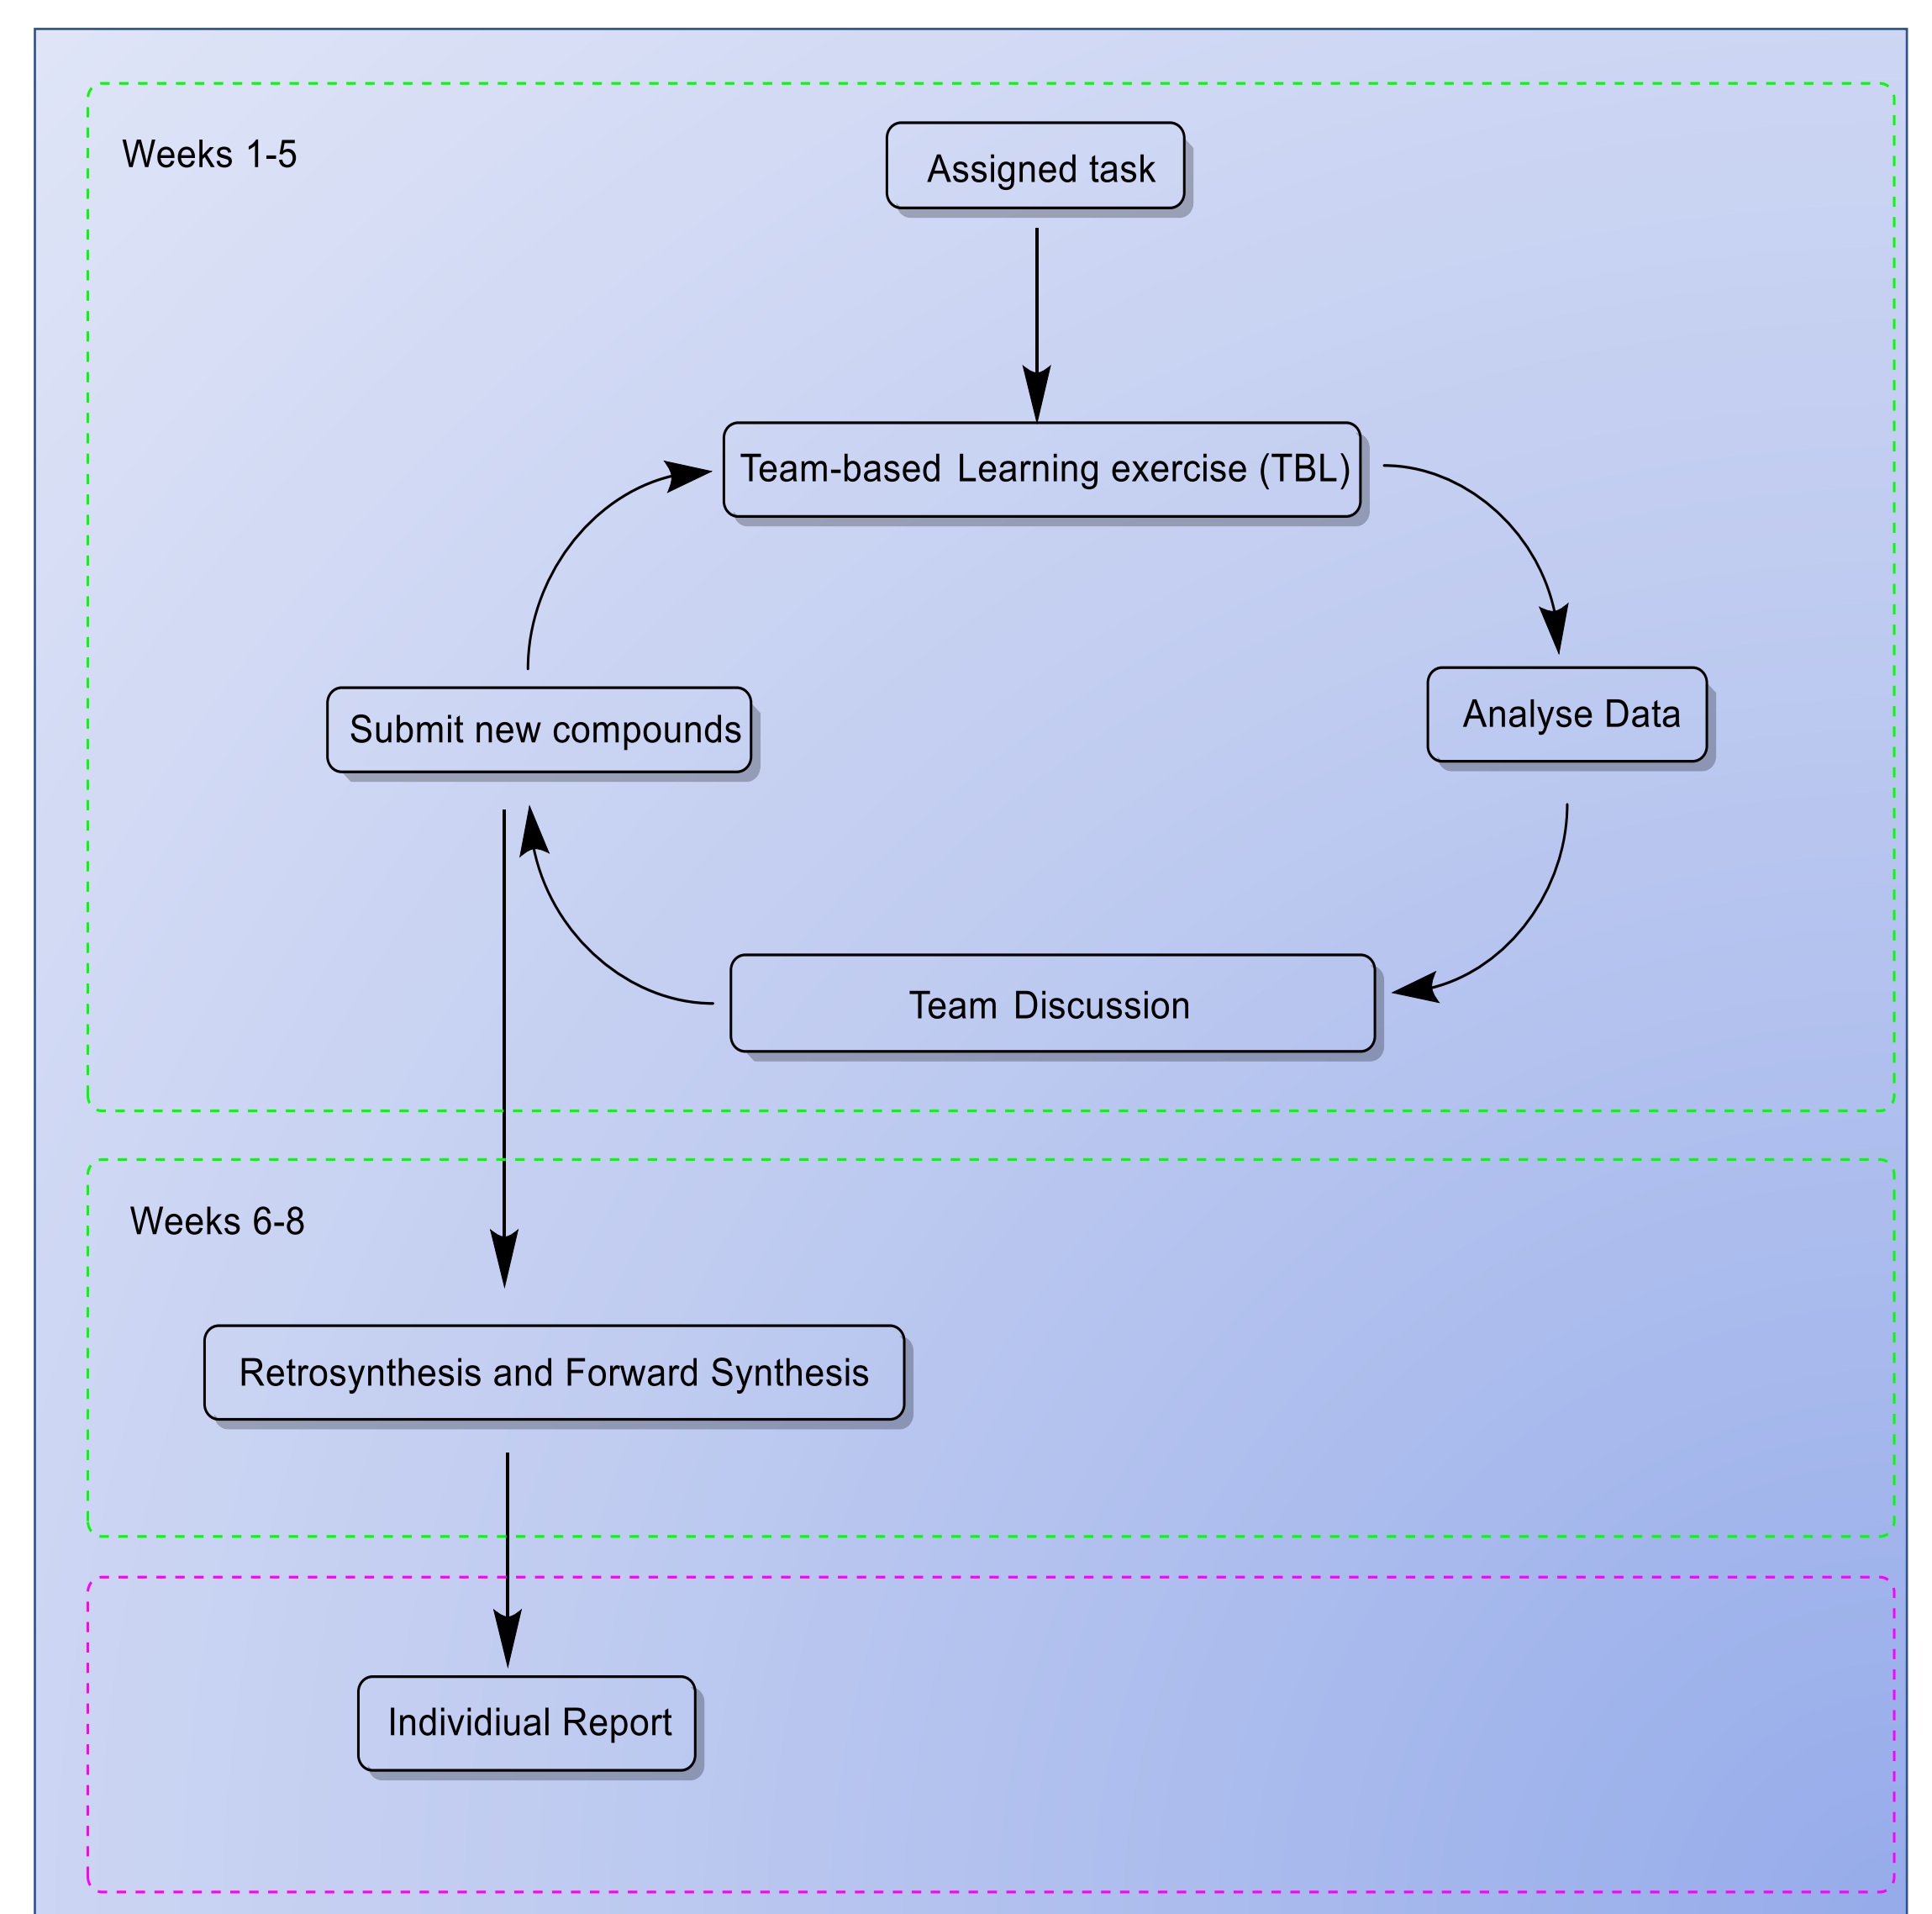 Weeks 1-5
Assigned task
Team-based Learning exercise (TBL)
Submit new compounds
Analyse Data
Team Discussion
Weeks 6-8
Retrosynthesis and Forward Synthesis
Individiual Report